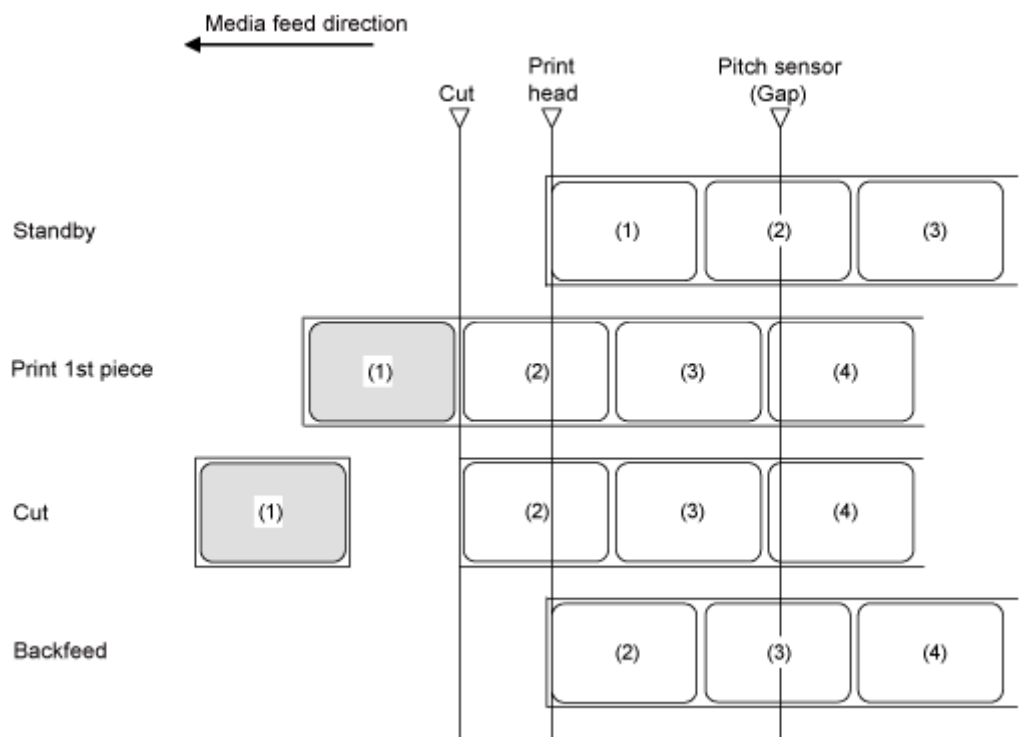 Media feed direction
Cut
Print
head
Pitch sensor
(Gap)
Standby
(1)
(2)
(3)
Print 1st piece
(1)
(2)
(3)
(4)
Cut
(1)
(2)
(3)
(4)
Backfeed
(2)
(3)
(4)